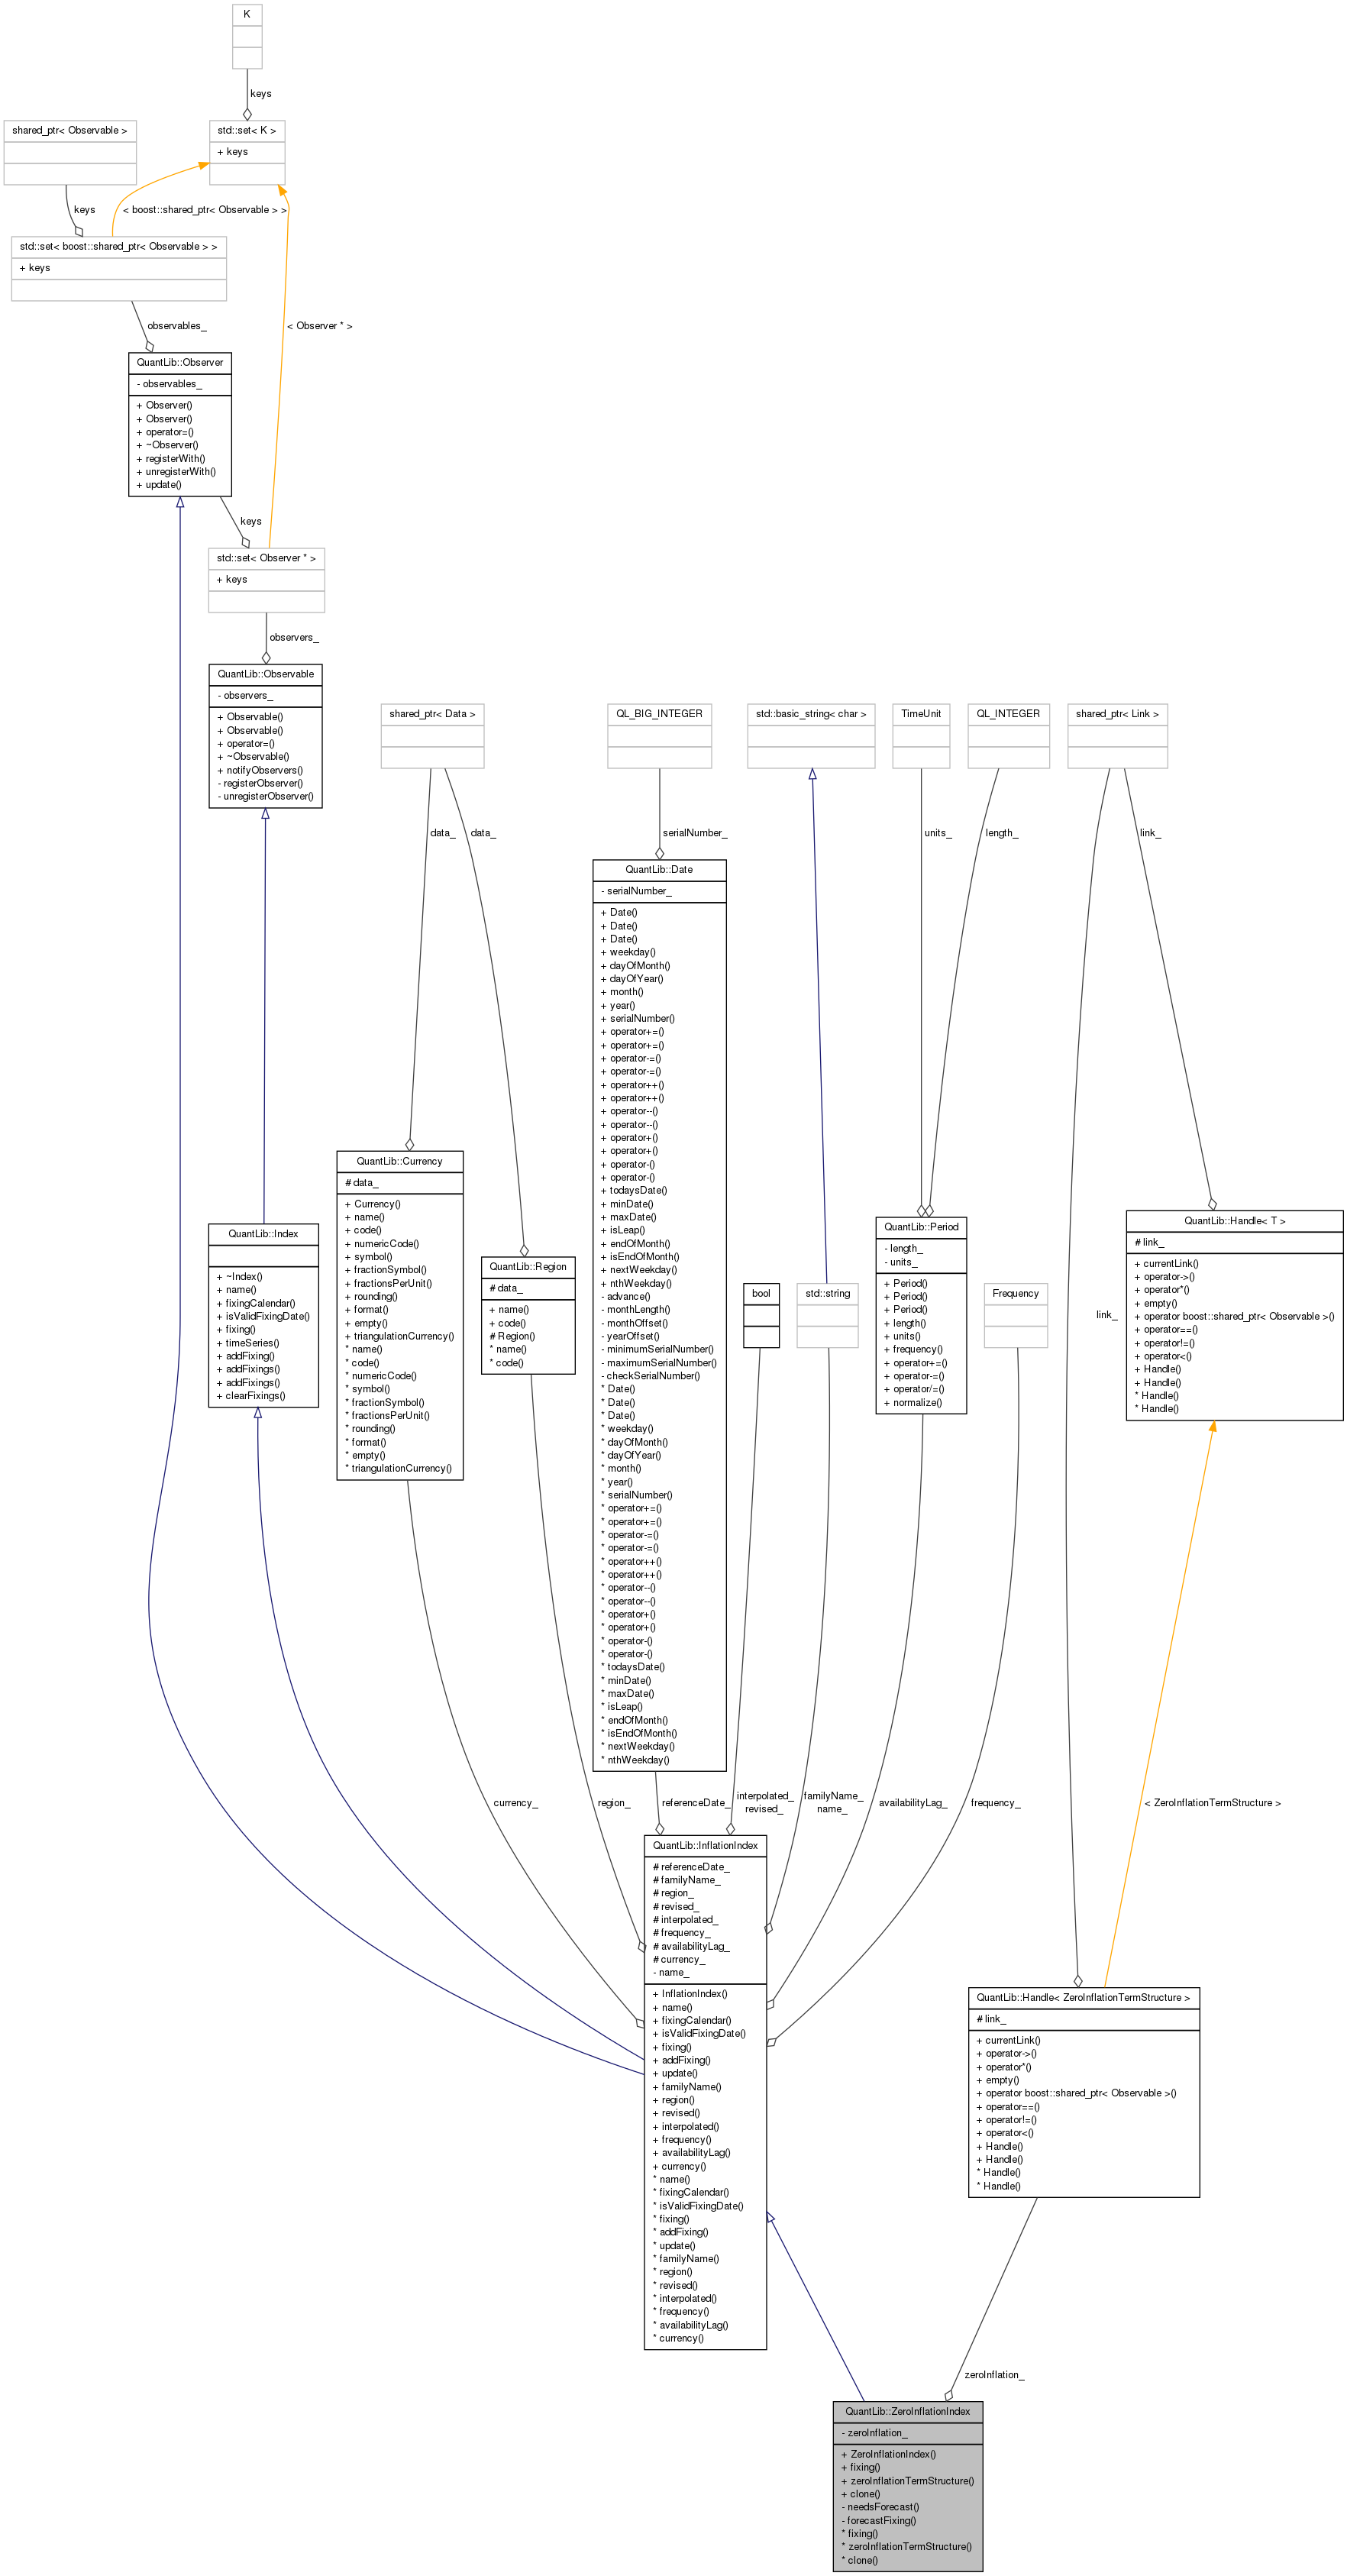 K
keys
shared_ptr< Observable >
std::set< K >
+ keys
keys
< boost::shared_ptr< Observable > >
std::set< boost::shared_ptr< Observable > >
+ keys
observables_
< Observer * >
QuantLib::Observer
- observables_
+ Observer()
+ Observer()
+ operator=()
+ ~Observer()
+ registerWith()
+ unregisterWith()
+ update()
keys
std::set< Observer * >
+ keys
observers_
QuantLib::Observable
- observers_
+ Observable()
+ Observable()
+ operator=()
+ ~Observable()
+ notifyObservers()
- registerObserver()
- unregisterObserver()
shared_ptr< Data >
QL_BIG_INTEGER
std::basic_string< char >
TimeUnit
QL_INTEGER
shared_ptr< Link >
data_
data_
serialNumber_
units_
length_
link_
QuantLib::Date
- serialNumber_
+ Date()
+ Date()
+ Date()
+ weekday()
+ dayOfMonth()
+ dayOfYear()
+ month()
+ year()
+ serialNumber()
+ operator+=()
+ operator+=()
+ operator-=()
+ operator-=()
+ operator++()
+ operator++()
+ operator--()
+ operator--()
+ operator+()
+ operator+()
+ operator-()
+ operator-()
+ todaysDate()
+ minDate()
+ maxDate()
+ isLeap()
+ endOfMonth()
+ isEndOfMonth()
+ nextWeekday()
+ nthWeekday()
- advance()
- monthLength()
- monthOffset()
- yearOffset()
- minimumSerialNumber()
- maximumSerialNumber()
- checkSerialNumber()
* Date()
* Date()
* Date()
* weekday()
* dayOfMonth()
* dayOfYear()
* month()
* year()
* serialNumber()
* operator+=()
* operator+=()
* operator-=()
* operator-=()
* operator++()
* operator++()
* operator--()
* operator--()
* operator+()
* operator+()
* operator-()
* operator-()
* todaysDate()
* minDate()
* maxDate()
* isLeap()
* endOfMonth()
* isEndOfMonth()
* nextWeekday()
* nthWeekday()
QuantLib::Currency
# data_
+ Currency()
+ name()
+ code()
+ numericCode()
+ symbol()
+ fractionSymbol()
+ fractionsPerUnit()
+ rounding()
+ format()
+ empty()
+ triangulationCurrency()
* name()
* code()
* numericCode()
* symbol()
* fractionSymbol()
* fractionsPerUnit()
* rounding()
* format()
* empty()
* triangulationCurrency()
QuantLib::Index
+ ~Index()
+ name()
+ fixingCalendar()
+ isValidFixingDate()
+ fixing()
+ timeSeries()
+ addFixing()
+ addFixings()
+ addFixings()
+ clearFixings()
QuantLib::Region
# data_
+ name()
+ code()
# Region()
* name()
* code()
bool
std::string
QuantLib::Period
- length_
- units_
+ Period()
+ Period()
+ Period()
+ length()
+ units()
+ frequency()
+ operator+=()
+ operator-=()
+ operator/=()
+ normalize()
Frequency
link_
QuantLib::Handle< T >
# link_
+ currentLink()
+ operator->()
+ operator*()
+ empty()
+ operator boost::shared_ptr< Observable >()
+ operator==()
+ operator!=()
+ operator<()
+ Handle()
+ Handle()
* Handle()
* Handle()
currency_
region_
referenceDate_
interpolated_
revised_
familyName_
name_
availabilityLag_
frequency_
< ZeroInflationTermStructure >
QuantLib::InflationIndex
# referenceDate_
# familyName_
# region_
# revised_
# interpolated_
# frequency_
# availabilityLag_
# currency_
- name_
+ InflationIndex()
+ name()
+ fixingCalendar()
+ isValidFixingDate()
+ fixing()
+ addFixing()
+ update()
+ familyName()
+ region()
+ revised()
+ interpolated()
+ frequency()
+ availabilityLag()
+ currency()
* name()
* fixingCalendar()
* isValidFixingDate()
* fixing()
* addFixing()
* update()
* familyName()
* region()
* revised()
* interpolated()
* frequency()
* availabilityLag()
* currency()
QuantLib::Handle< ZeroInflationTermStructure >
# link_
+ currentLink()
+ operator->()
+ operator*()
+ empty()
+ operator boost::shared_ptr< Observable >()
+ operator==()
+ operator!=()
+ operator<()
+ Handle()
+ Handle()
* Handle()
* Handle()
zeroInflation_
QuantLib::ZeroInflationIndex
- zeroInflation_
+ ZeroInflationIndex()
+ fixing()
+ zeroInflationTermStructure()
+ clone()
- needsForecast()
- forecastFixing()
* fixing()
* zeroInflationTermStructure()
* clone()